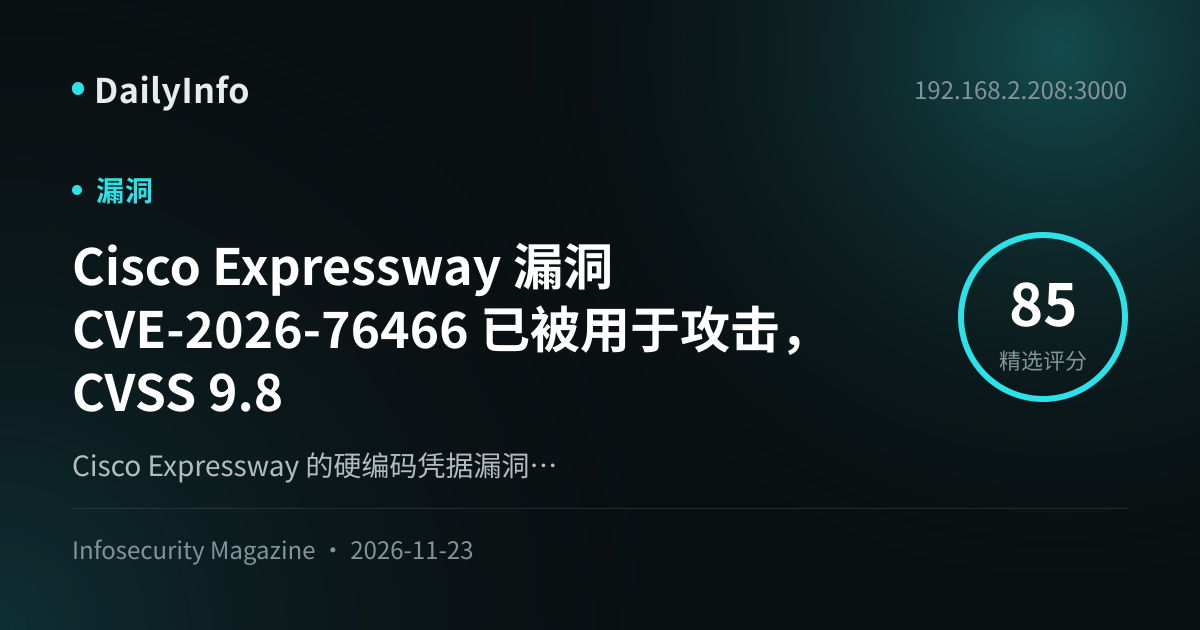 DailyInfo
192.168.2.208:3000
漏洞
Cisco Expressway 漏洞
CVE-2026-76466 已被用于攻击，
CVSS 9.8
85
精选评分
Cisco Expressway 的硬编码凭据漏洞…
Infosecurity Magazine • 2026-11-23